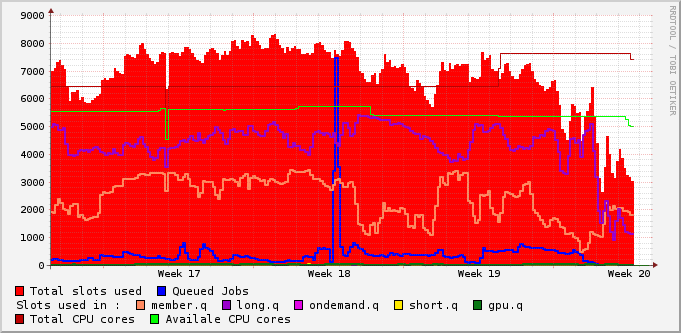 9000
8000
7000
6000
5000
4000
3000
2000
1000
0
Week 17 Week 18 Week 19 Week 20
RRDTOOL / TOBI OETIKER
Total slots used Queued Jobs
Slots used in : member.q long.q ondemand.q short.q gpu.q
Total CPU cores Availale CPU cores